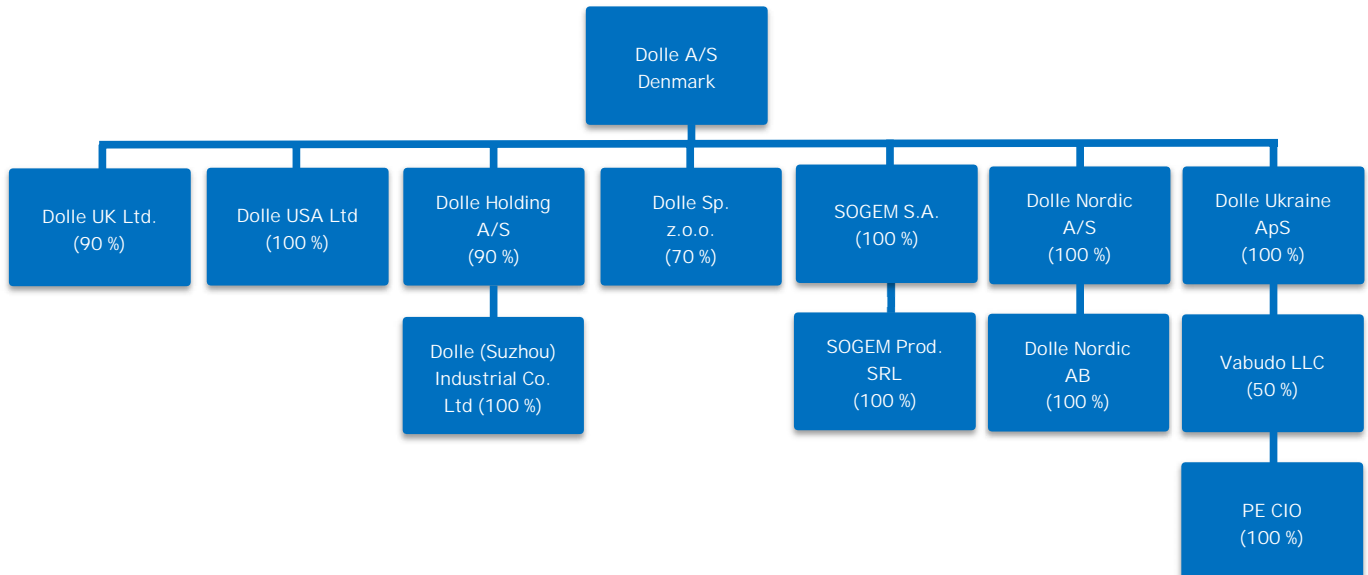 Dolle A/S
Denmark
Dolle UK Ltd.
(90 %)
Dolle USA Ltd
(100 %)
Dolle Holding
A/S
(90 %)
Dolle Sp.
z.o.o.
(70 %)
SOGEM S.A.
(100 %)
Dolle Nordic
A/S
(100 %)
Dolle Ukraine
ApS
(100 %)
Dolle (Suzhou)
Industrial Co.
Ltd (100 %)
SOGEM Prod.
SRL
(100 %)
Dolle Nordic
AB
(100 %)
Vabudo LLC
(50 %)
PE CIO
(100 %)